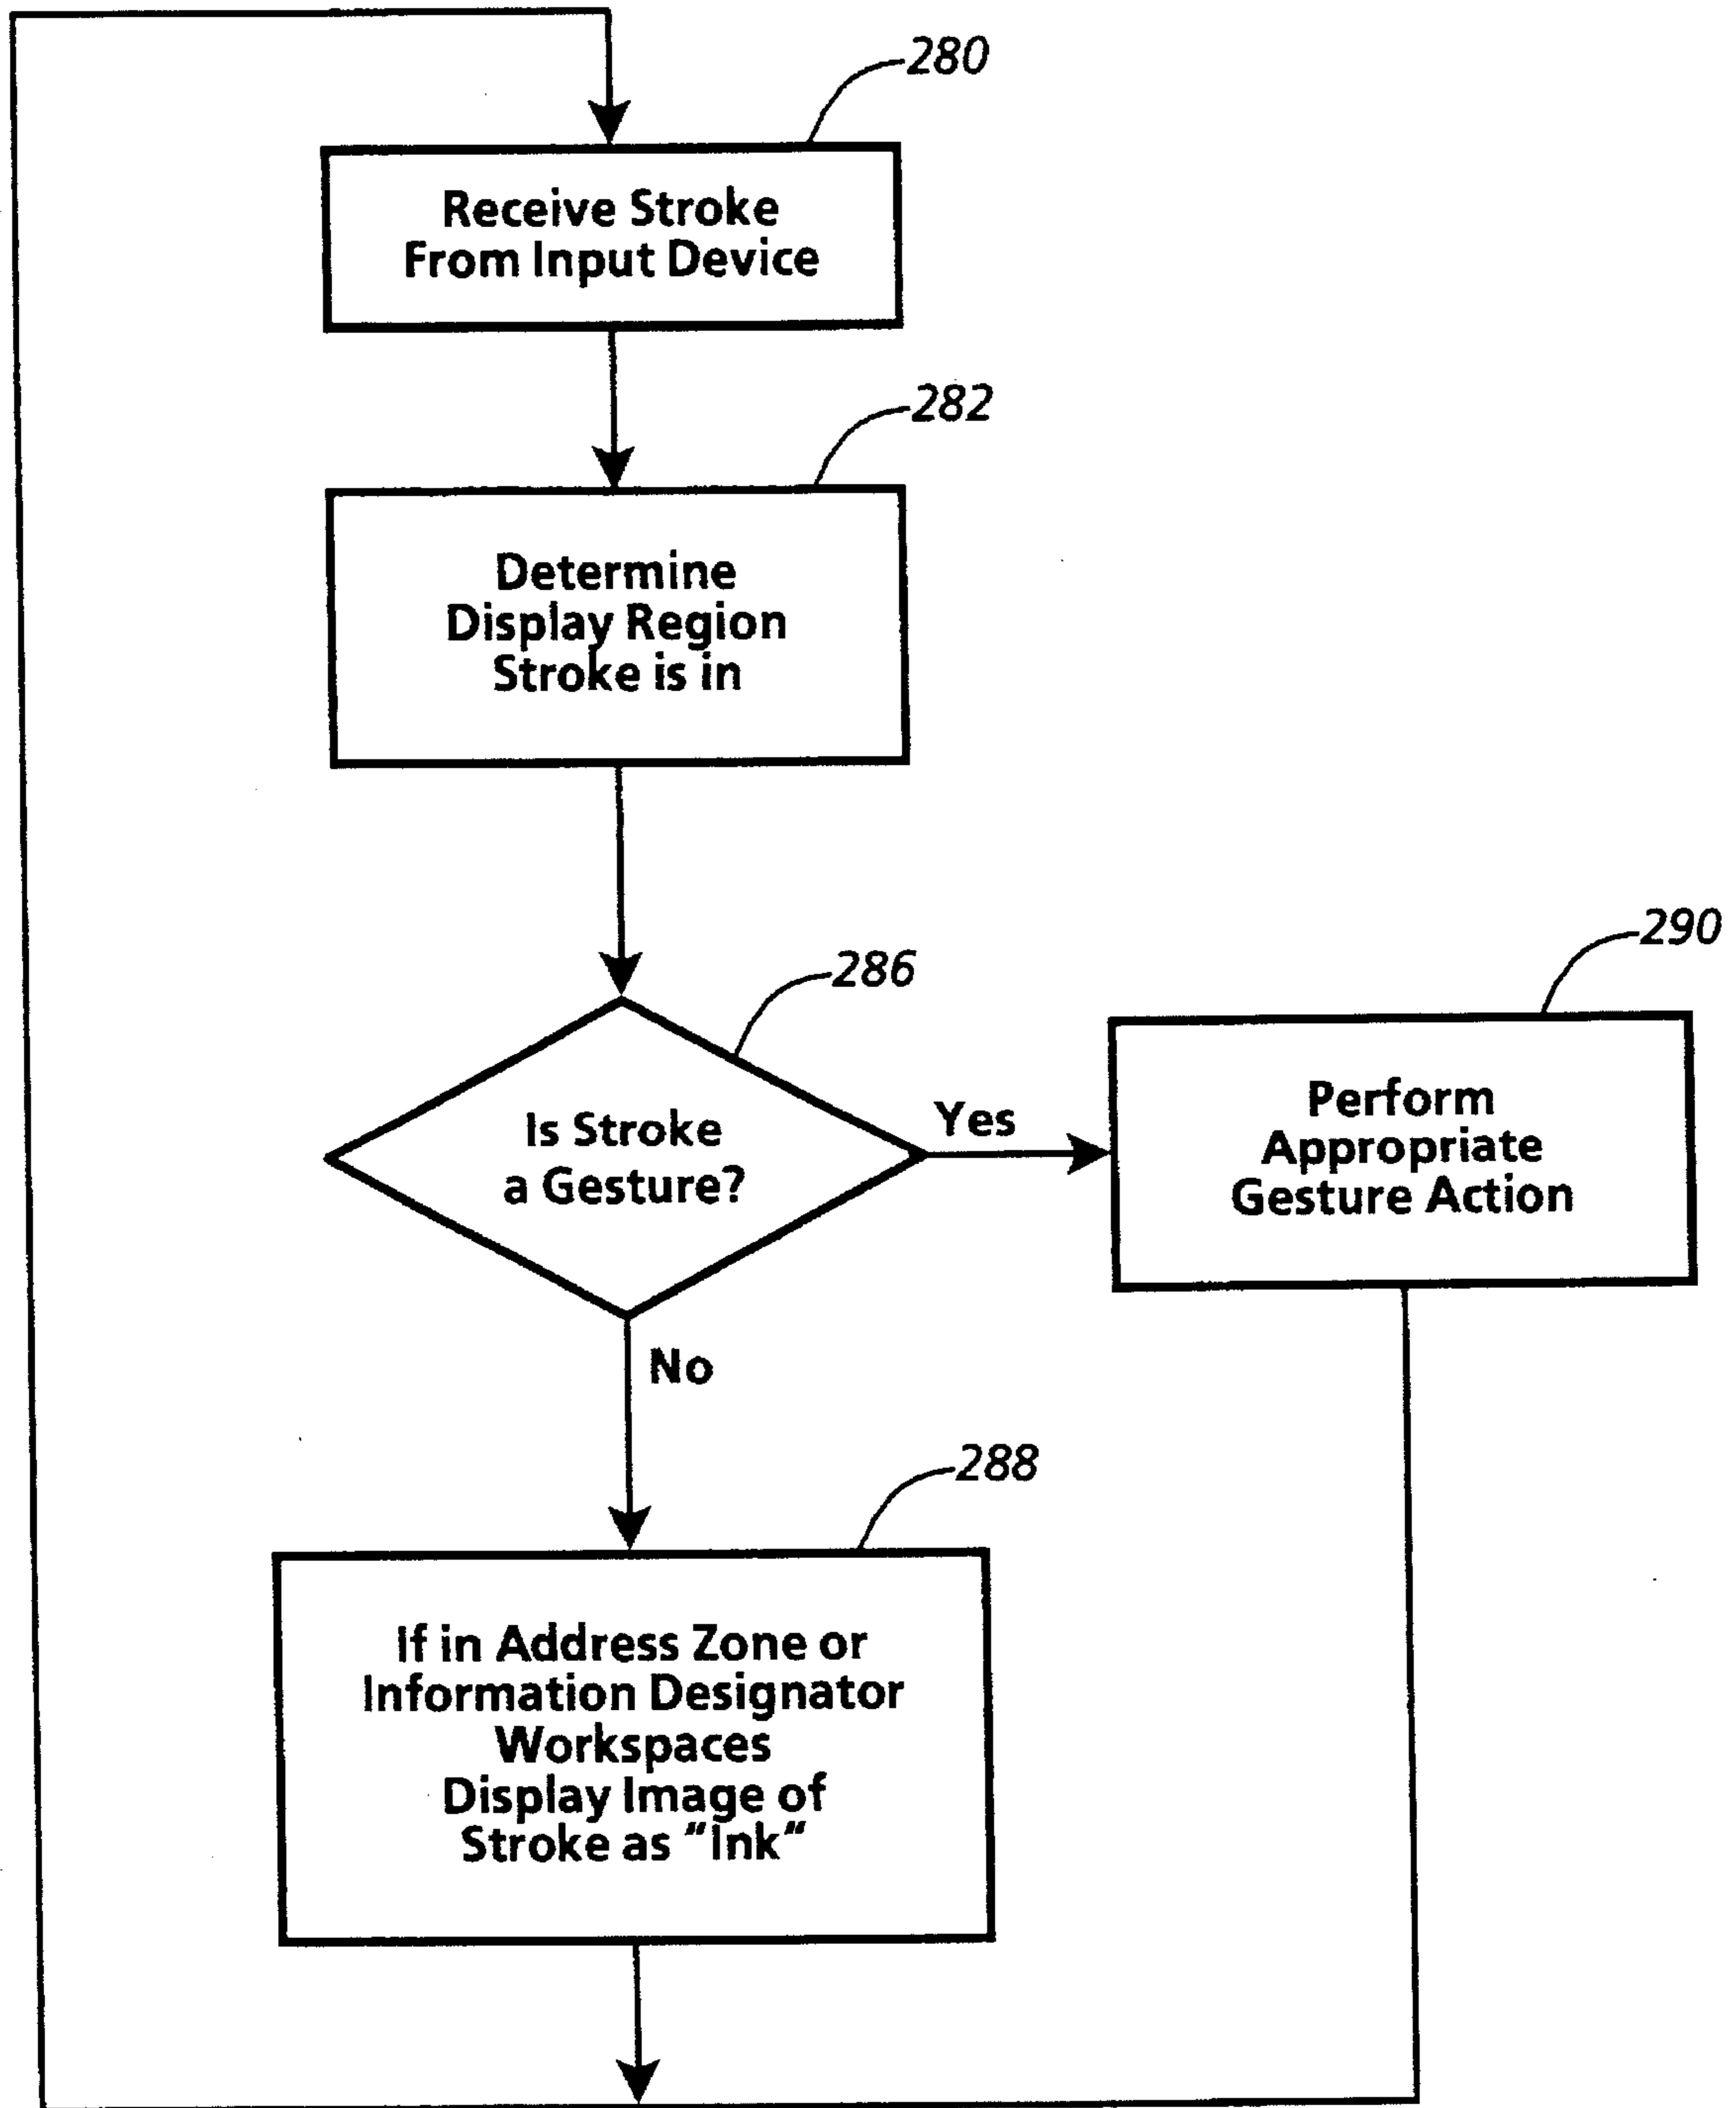 280
Receive Stroke
From Input Device
282
Determine
Display Region
Stroke is in
286
Is Stroke
a Gesture?
Yes
290
Perform
Appropriate
Gesture Action
No
288
If in Address Zone or
Information Designator
Workspaces
Display Image of
Stroke as "Ink"